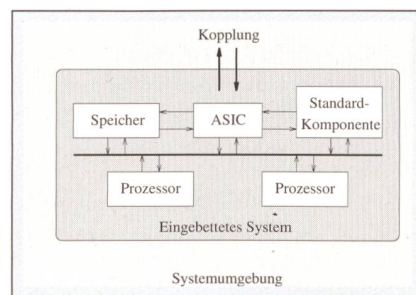 Kopplung
Speicher
ASIC
Standard-
Komponente
Prozessor
Prozessor
Eingebettetes System
Systemumgebung